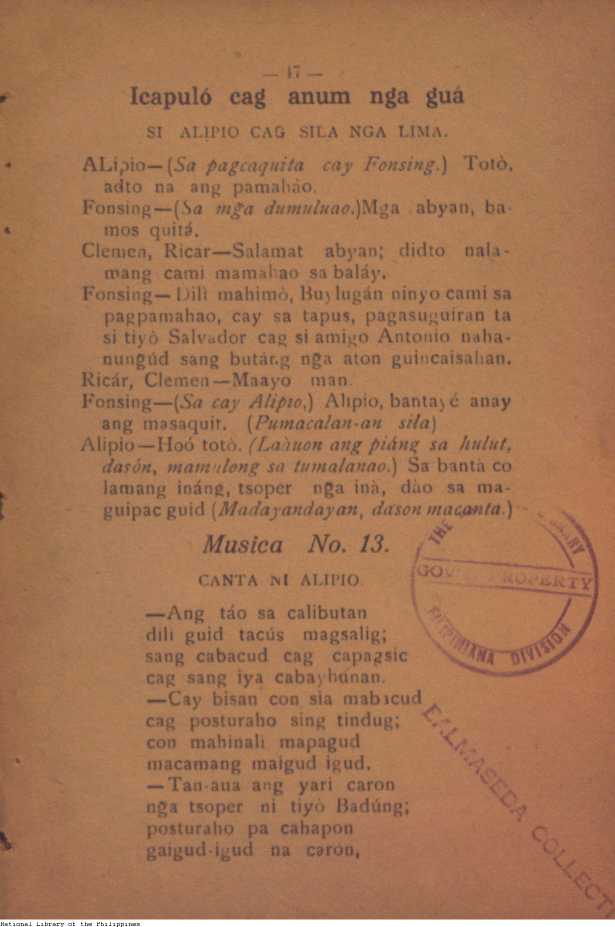 — 17 —
Icapuló cag anum nga guá
SI ALIPIO CAG SILA NGA LIMA.
ALipio—(Sa pagcaquita cay Fonsing.) Totò,
adto na ang pamahào.
Fonsing—(Sa mga dumuluao.)Mga abyan, ba-
mos quitá.
Clemen, Ricar—Salamat abyan; didto nala-
mang cami mamahao sa baláy.
Fonsing—Dilì mahimò, Buylugán ninyo cami sa
pagpamahao, cay sa tapus, pagasuguiran ta
si tiyò Salvador cag si amigo Antonio naha-
nungúd sang butáng nga aton guincaisahan.
Ricár, Clemen—Maayo man.
Fonsing—(Sa cay Alipio,) Alipio, bantayé anay
ang masaquit. (Pumacalan-an sila)
Alipio—Hoó totò. (Laàuon ang piáng sa hulut,
dasón, mamulong sa tumalanao.) Sa bantà co
lamang ináng, tsoper nga inà, dào sa ma-
guipac guid (Madayandayan, dason macanta.)
Musica No. 13.
CANTA NI ALIPIO
—Ang táo sa calibutan
dili guid tacús magsalig;
sang cabacud cag capagsic
cag sang iya cabayhunan.
—Cay bisan con sia mabacud
cag posturaho sing tindug;
con mahinali mapagud
macamang maigud igud.
—Tan-aua ang yari caron
nga tsoper ni tiyò Badúng;
posturaho pa cahapon
gaigud-igud na caron,
THE LIBRARY
GOV PROPERTY
FILIPINIANA DIVISION
BALMASEDA COLLECT
National Library of the Philippines